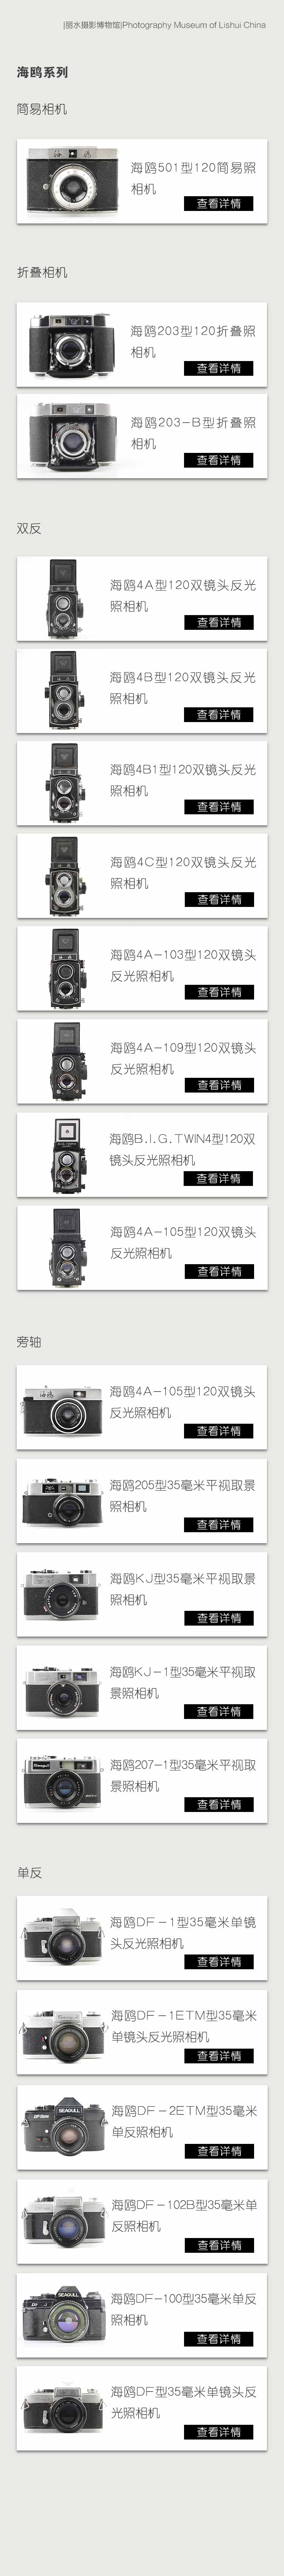 |丽水摄影博物馆|Photography Museum of Lishui China
海鸥系列
简易相机
海鸥
海鸥501型120简易照
相机
查看详情
折叠相机
海鸥203型120折叠照
相机
查看详情
海鸥203-B型折叠照
相机
查看详情
双反
海鸥4A型120双镜头反光
照相机
查看详情
海鸥4B型120双镜头反光
照相机
查看详情
海鸥4B1型120双镜头反光
照相机
查看详情
海鸥4C型120双镜头反光
照相机
查看详情
海鸥4A-103型120双镜头
反光照相机
查看详情
海鸥4A-109型120双镜头
反光照相机
查看详情
海鸥B.I.G.TWIN4型120双
镜头反光照相机
查看详情
海鸥4A-105型120双镜头
反光照相机
查看详情
旁轴
海鸥
海鸥4A-105型120双镜头
反光照相机
查看详情
海鸥205型35毫米平视取景
照相机
查看详情
海鸥KJ型35毫米平视取景
照相机
查看详情
海鸥KJ-1型35毫米平视取
景照相机
查看详情
Seagull
海鸥207-1型35毫米平视取
景照相机
查看详情
单反
海鸥DF-1型35毫米单镜
头反光照相机
查看详情
海鸥DF-1ETM型35毫米
单镜头反光照相机
查看详情
SEAGULL
海鸥DF-2ETM型35毫米
单反照相机
查看详情
海鸥DF-102B型35毫米单
反照相机
查看详情
SEAGULL
海鸥DF-100型35毫米单反
照相机
查看详情
海鸥DF型35毫米单镜头反
光照相机
查看详情